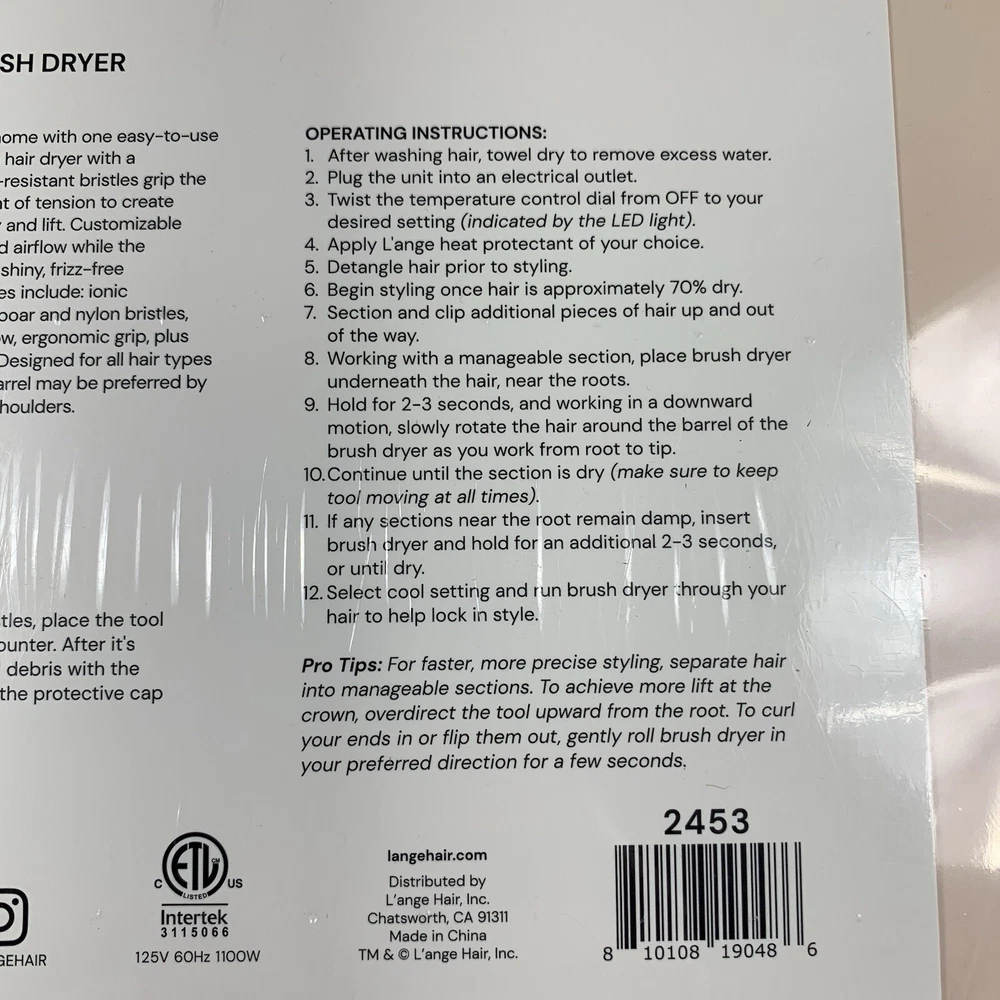 SH DRYER
ome with one easy-to-use
hair dryer with a
-resistant bristles grip the
t of tension to create
and lift. Customizable
d airflow while the
shiny, frizz-free
es include: ionic
boar and nylon bristles,
w, ergonomic grip, plus
Designed for all hair types
arrel may be preferred by
houlders.
tles, place the tool
ounter. After it's
debris with the
the protective cap
OPERATING INSTRUCTIONS:
1. After washing hair, towel dry to remove excess water.
2. Plug the unit into an electrical outlet.
3. Twist the temperature control dial from OFF to your
desired setting (indicated by the LED light).
4. Apply L'ange heat protectant of your choice.
5. Detangle hair prior to styling.
6. Begin styling once hair is approximately 70% dry.
7. Section and clip additional pieces of hair up and out
of the way.
8. Working with a manageable section, place brush dryer
underneath the hair, near the roots.
9. Hold for 2-3 seconds, and working in a downward
motion, slowly rotate the hair around the barrel of the
brush dryer as you work from root to tip.
10. Continue until the section is dry (make sure to keep
tool moving at all times).
11. If any sections near the root remain damp, insert
brush dryer and hold for an additional 2-3 seconds,
or until dry.
12. Select cool setting and run brush dryer through your
hair to help lock in style.
Pro Tips: For faster, more precise styling, separate hair
into manageable sections. To achieve more lift at the
crown, overdirect the tool upward from the root. To curl
your ends in or flip them out, gently roll brush dryer in
your preferred direction for a few seconds.
GEHAIR
ETL CM
C LISTED US
Intertek
3115066
125V 60Hz 1100W
langehair.com
Distributed by
L'ange Hair, Inc.
Chatsworth, CA 91311
Made in China
TM & © L'ange Hair, Inc.
2453
8 10108 19048 6